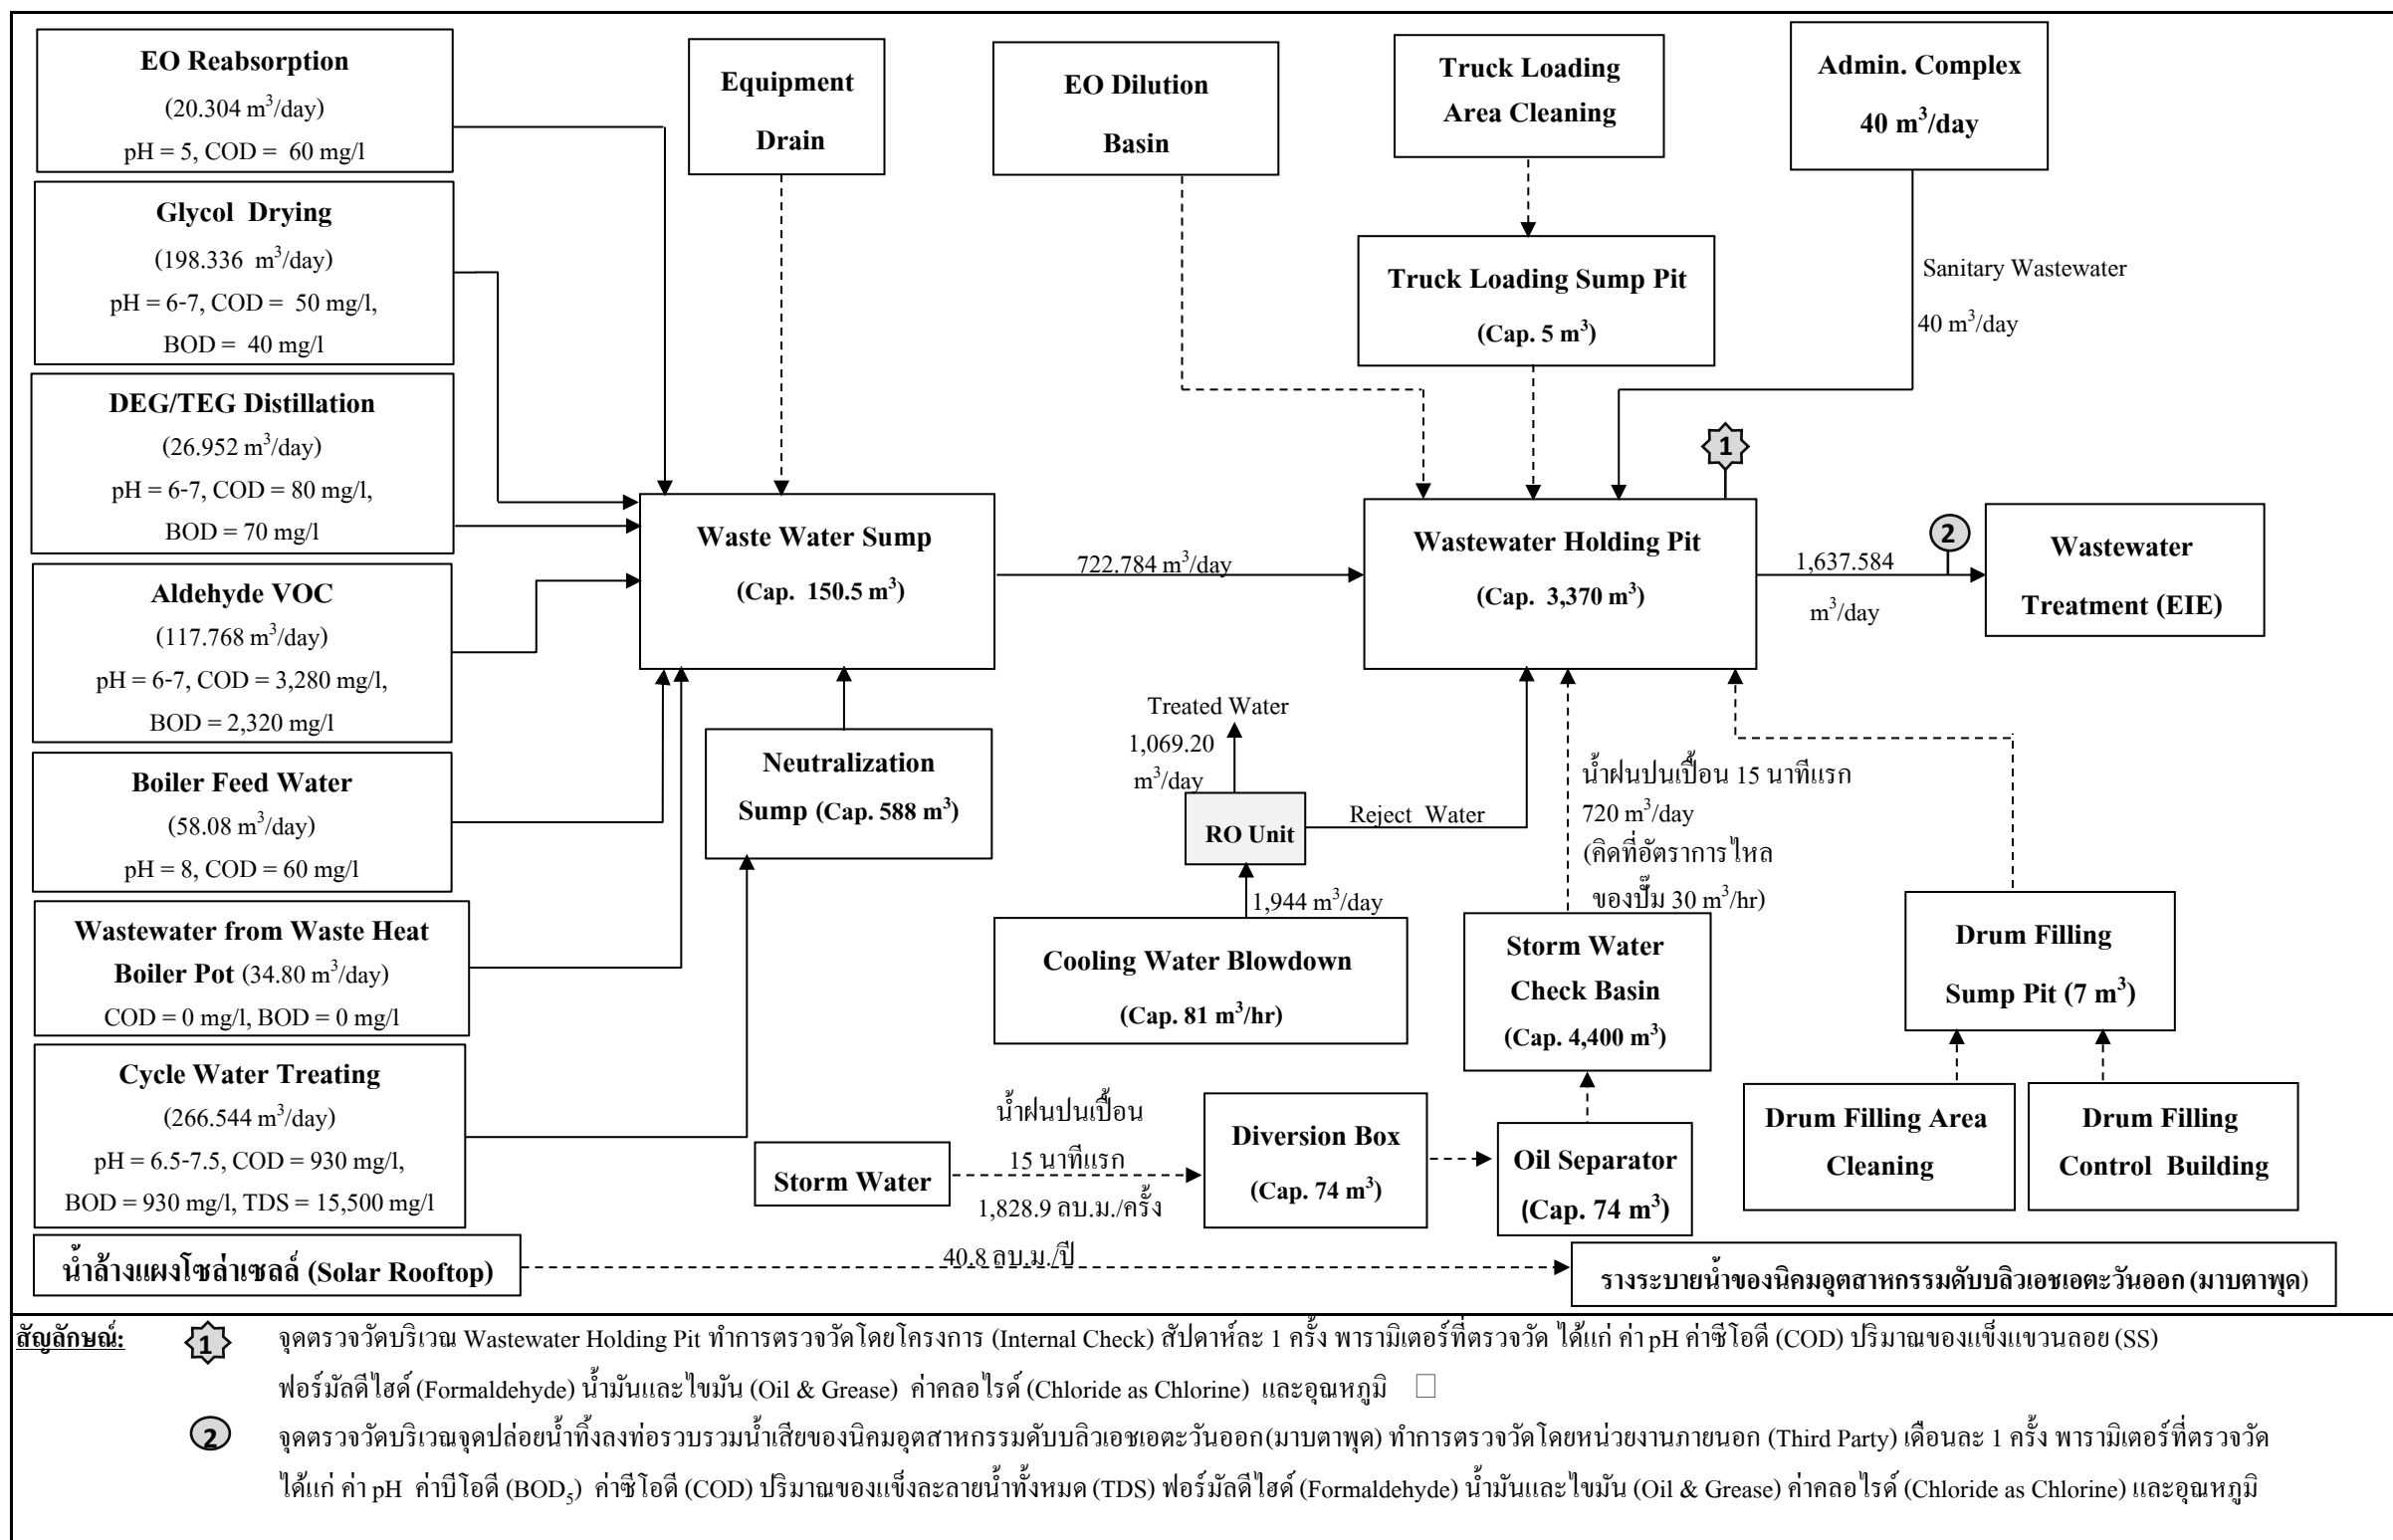 EO Reabsorption
(20.304 m³/day)
pH = 5, COD = 60 mg/l
Equipment
Drain
EO Dilution
Basin
Truck Loading
Area Cleaning
Admin. Complex
40 m³/day
Glycol Drying
(198.336 m³/day)
pH = 6-7, COD = 50 mg/l,
BOD = 40 mg/l
Truck Loading Sump Pit
(Cap. 5 m³)
Sanitary Wastewater
40 m³/day
DEG/TEG Distillation
(26.952 m³/day)
pH = 6-7, COD = 80 mg/l,
BOD = 70 mg/l
1
Waste Water Sump
(Cap. 150.5 m³)
722.784 m³/day
Wastewater Holding Pit
(Cap. 3,370 m³)
2
1,637.584
m³/day
Wastewater
Treatment (EIE)
Aldehyde VOC
(117.768 m³/day)
pH = 6-7, COD = 3,280 mg/l,
BOD = 2,320 mg/l
Boiler Feed Water
(58.08 m³/day)
pH = 8, COD = 60 mg/l
Neutralization
Sump (Cap. 588 m³)
Treated Water
1,069.20
m³/day
RO Unit
Reject Water
1,944 m³/day
น้ำฝนปนเปื้อน 15 นาทีแรก
720 m³/day
(คิดที่อัตราการไหล
ของปั๊ม 30 m³/hr)
Wastewater from Waste Heat
Boiler Pot (34.80 m³/day)
COD = 0 mg/l, BOD = 0 mg/l
Cooling Water Blowdown
(Cap. 81 m³/hr)
Storm Water
Check Basin
(Cap. 4,400 m³)
Drum Filling
Sump Pit (7 m³)
Cycle Water Treating
(266.544 m³/day)
pH = 6.5-7.5, COD = 930 mg/l,
BOD = 930 mg/l, TDS = 15,500 mg/l
Storm Water
น้ำฝนปนเปื้อน
15 นาทีแรก
1,828.9 ลบ.ม./ครั้ง
Diversion Box
(Cap. 74 m³)
Oil Separator
(Cap. 74 m³)
Drum Filling Area
Cleaning
Drum Filling
Control Building
น้ำล้างแผงโซล่าเซลล์ (Solar Rooftop)
40.8 ลบ.ม./ปี
รางระบายน้ำของนิคมอุตสาหกรรมดับบลิวเอชเอตะวันออก (มาบตาพุด)
สัญลักษณ์:
1 จุดตรวจวัดบริเวณ Wastewater Holding Pit ทำการตรวจวัดโดยโครงการ (Internal Check) สัปดาห์ละ 1 ครั้ง พารามิเตอร์ที่ตรวจวัด ได้แก่ ค่า pH ค่าซีโอดี (COD) ปริมาณของแข็งแขวนลอย (SS)
ฟอร์มัลดีไฮด์ (Formaldehyde) น้ำมันและไขมัน (Oil & Grease) ค่าคลอไรด์ (Chloride as Chlorine) และอุณหภูมิ □
2 จุดตรวจวัดบริเวณจุดปล่อยน้ำทิ้งลงท่อรวบรวมน้ำเสียของนิคมอุตสาหกรรมดับบลิวเอชเอตะวันออก(มาบตาพุด) ทำการตรวจวัดโดยหน่วยงานภายนอก (Third Party) เดือนละ 1 ครั้ง พารามิเตอร์ที่ตรวจวัด
ได้แก่ ค่า pH ค่าบีโอดี (BOD₅) ค่าซีโอดี (COD) ปริมาณของแข็งละลายน้ำทั้งหมด (TDS) ฟอร์มัลดีไฮด์ (Formaldehyde) น้ำมันและไขมัน (Oil & Grease) ค่าคลอไรด์ (Chloride as Chlorine) และอุณหภูมิ